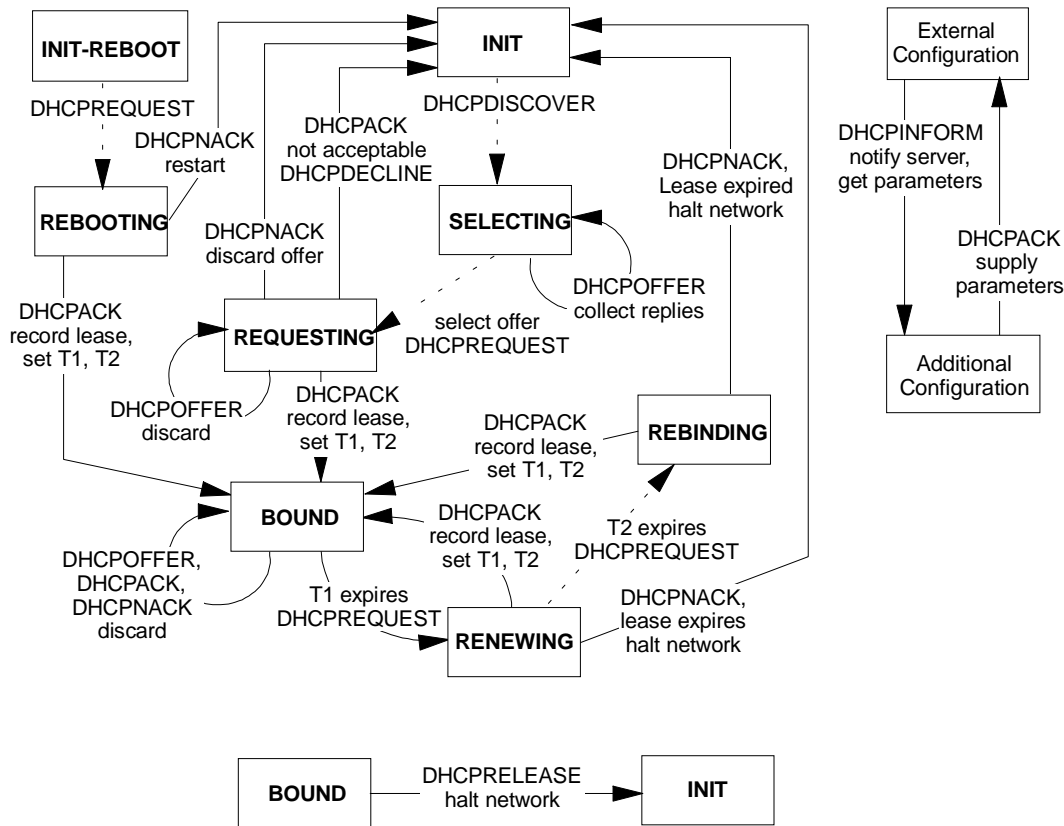 INIT-REBOOT
DHCPREQUEST
REBOOTING
DHCPNACK
restart
INIT
DHCPDISCOVER
DHCPACK
not acceptable
DHCPDECLINE
DHCPNACK
discard offer
SELECTING
DHCPOFFER
collect replies
select offer
DHCPREQUEST
DHCPNACK,
Lease expired
halt network
External
Configuration
DHCPINFORM
notify server,
get parameters
DHCPACK
supply
parameters
Additional
Configuration
DHCPACK
record lease,
set T1, T2
REQUESTING
DHCPOFFER
discard
DHCPACK
record lease,
set T1, T2
DHCPACK
record lease,
set T1, T2
REBINDING
BOUND
DHCPOFFER,
DHCPACK,
DHCPNACK
discard
T1 expires
DHCPREQUEST
DHCPACK
record lease,
set T1, T2
T2 expires
DHCPREQUEST
RENEWING
DHCPNACK,
lease expires
halt network
BOUND
DHCPRELEASE
halt network
INIT